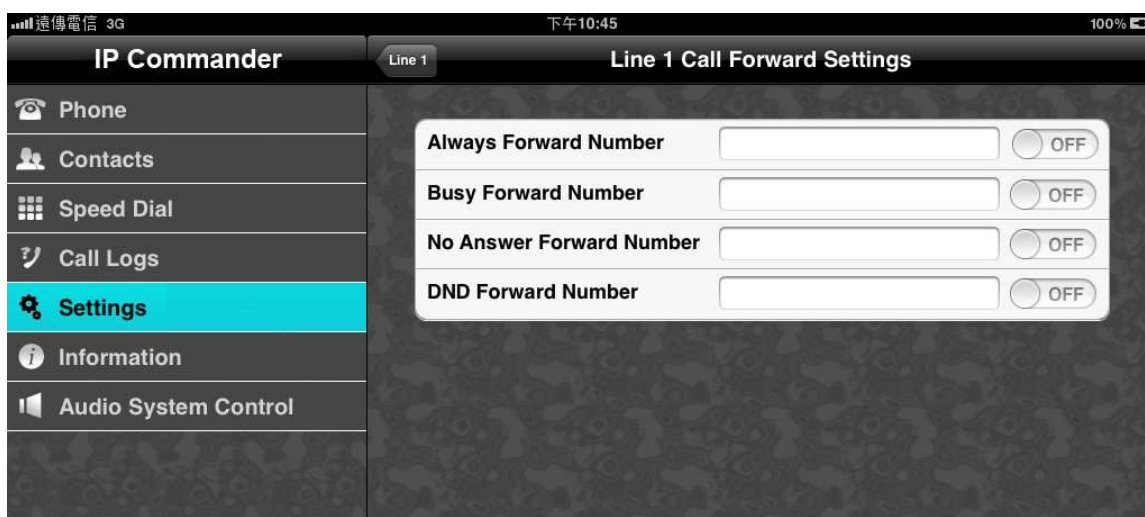 遠傳電信 3G 下午10:45 100%
IP Commander
Line 1 Line 1 Call Forward Settings
Phone
Contacts
Speed Dial
Call Logs
Settings
Information
Audio System Control
Always Forward Number OFF
Busy Forward Number OFF
No Answer Forward Number OFF
DND Forward Number OFF